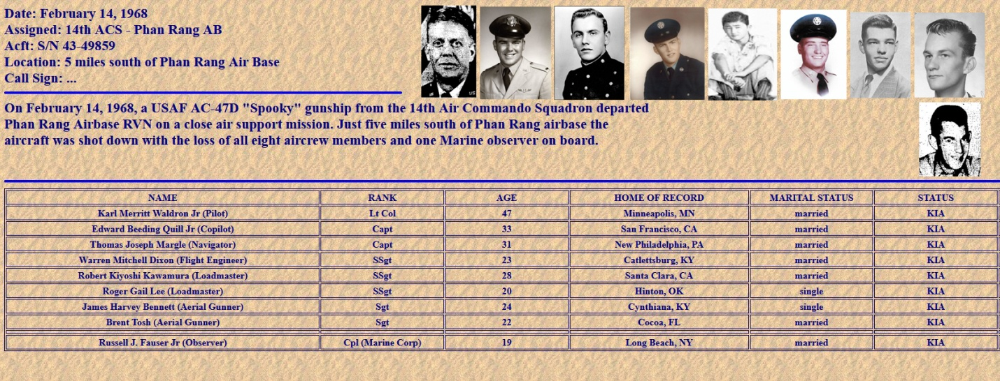 Date: February 14, 1968
Assigned: 14th ACS - Phan Rang AB
Acft: S/N 43-49859
Location: 5 miles south of Phan Rang Air Base
Call Sign: ...
US
On February 14, 1968, a USAF AC-47D "Spooky" gunship from the 14th Air Commando Squadron departed
Phan Rang Airbase RVN on a close air support mission. Just five miles south of Phan Rang airbase the
aircraft was shot down with the loss of all eight aircrew members and one Marine observer on board.
NAME RANK AGE HOME OF RECORD MARITAL STATUS STATUS
Karl Merritt Waldron Jr (Pilot) Lt Col 47 Minneapolis, MN married KIA
Edward Beeding Quill Jr (Copilot) Capt 33 San Francisco, CA married KIA
Thomas Joseph Margle (Navigator) Capt 31 New Philadelphia, PA married KIA
Warren Mitchell Dixon (Flight Engineer) SSgt 23 Catlettsburg, KY married KIA
Robert Kiyoshi Kawamura (Loadmaster) SSgt 28 Santa Clara, CA married KIA
Roger Gail Lee (Loadmaster) SSgt 20 Hinton, OK single KIA
James Harvey Bennett (Aerial Gunner) Sgt 24 Cynthiana, KY single KIA
Brent Tosh (Aerial Gunner) Sgt 22 Cocoa, FL married KIA
Russell J. Fauser Jr (Observer) Cpl (Marine Corp) 19 Long Beach, NY married KIA